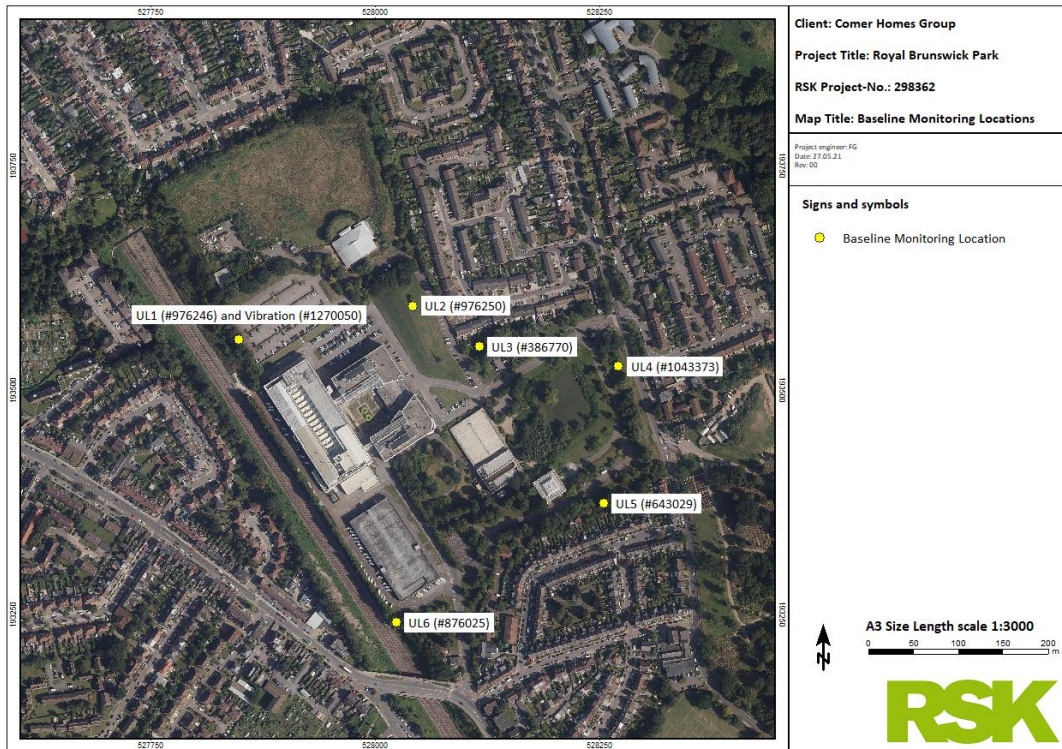 527750
528000
528250
193750
193500
193250
193750
193500
193250
UL1 (#976246) and Vibration (#1270050)
UL2 (#976250)
UL3 (#386770)
UL4 (#1043373)
UL5 (#643029)
UL6 (#876025)
527750
528000
528250
Client: Comer Homes Group
Project Title: Royal Brunswick Park
RSK Project-No.: 298362
Map Title: Baseline Monitoring Locations
Project engineer: FG
Date: 27.05.21
Rev: 00
Signs and symbols
Baseline Monitoring Location
N
A3 Size Length scale 1:3000
0 50 100 150 200
m
RSK